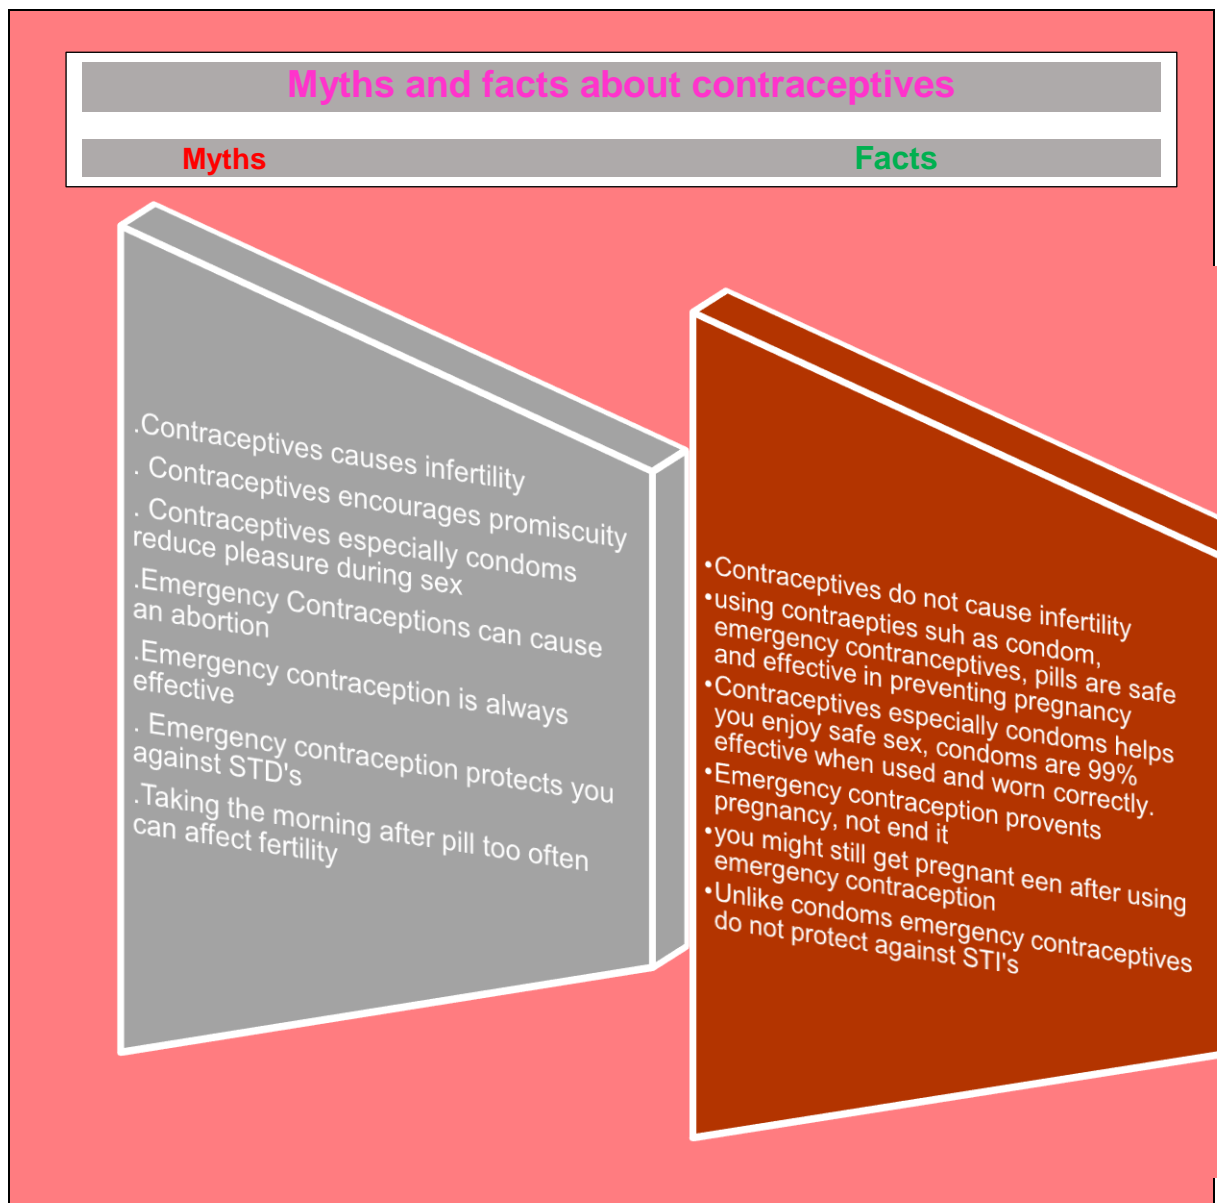 Myths and facts about contraceptives
Myths
Facts
.Contraceptives causes infertility
. Contraceptives encourages promiscuity
. Contraceptives especially condoms
reduce pleasure during sex
.Emergency Contraceptions can cause
an abortion
.Emergency contraception is always
effective
. Emergency contraception protects you
against STD's
.Taking the morning after pill too often
can affect fertility
•Contraceptives do not cause infertility
•using contraepties suh as condom,
emergency contranceptives, pills are safe
and effective in preventing pregnancy
•Contraceptives especially condoms helps
you enjoy safe sex, condoms are 99%
effective when used and worn correctly.
•Emergency contraception provents
pregnancy, not end it
•you might still get pregnant een after using
emergency contraception
•Unlike condoms emergency contraceptives
do not protect against STI's